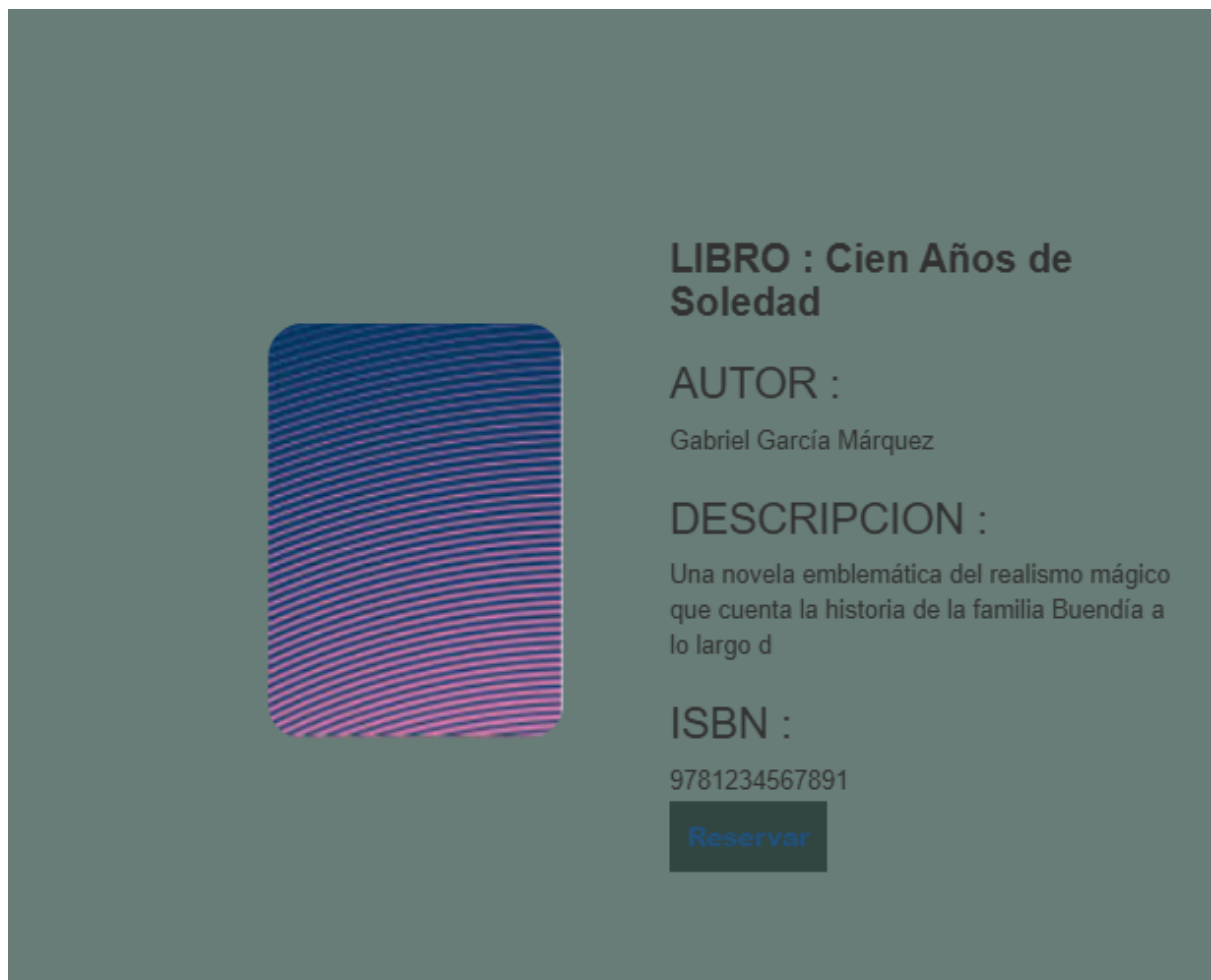 LIBRO : Cien Años de
Soledad
AUTOR :
Gabriel García Márquez
DESCRIPCION :
Una novela emblemática del realismo mágico
que cuenta la historia de la familia Buendía a
lo largo d
ISBN :
9781234567891
Reservar